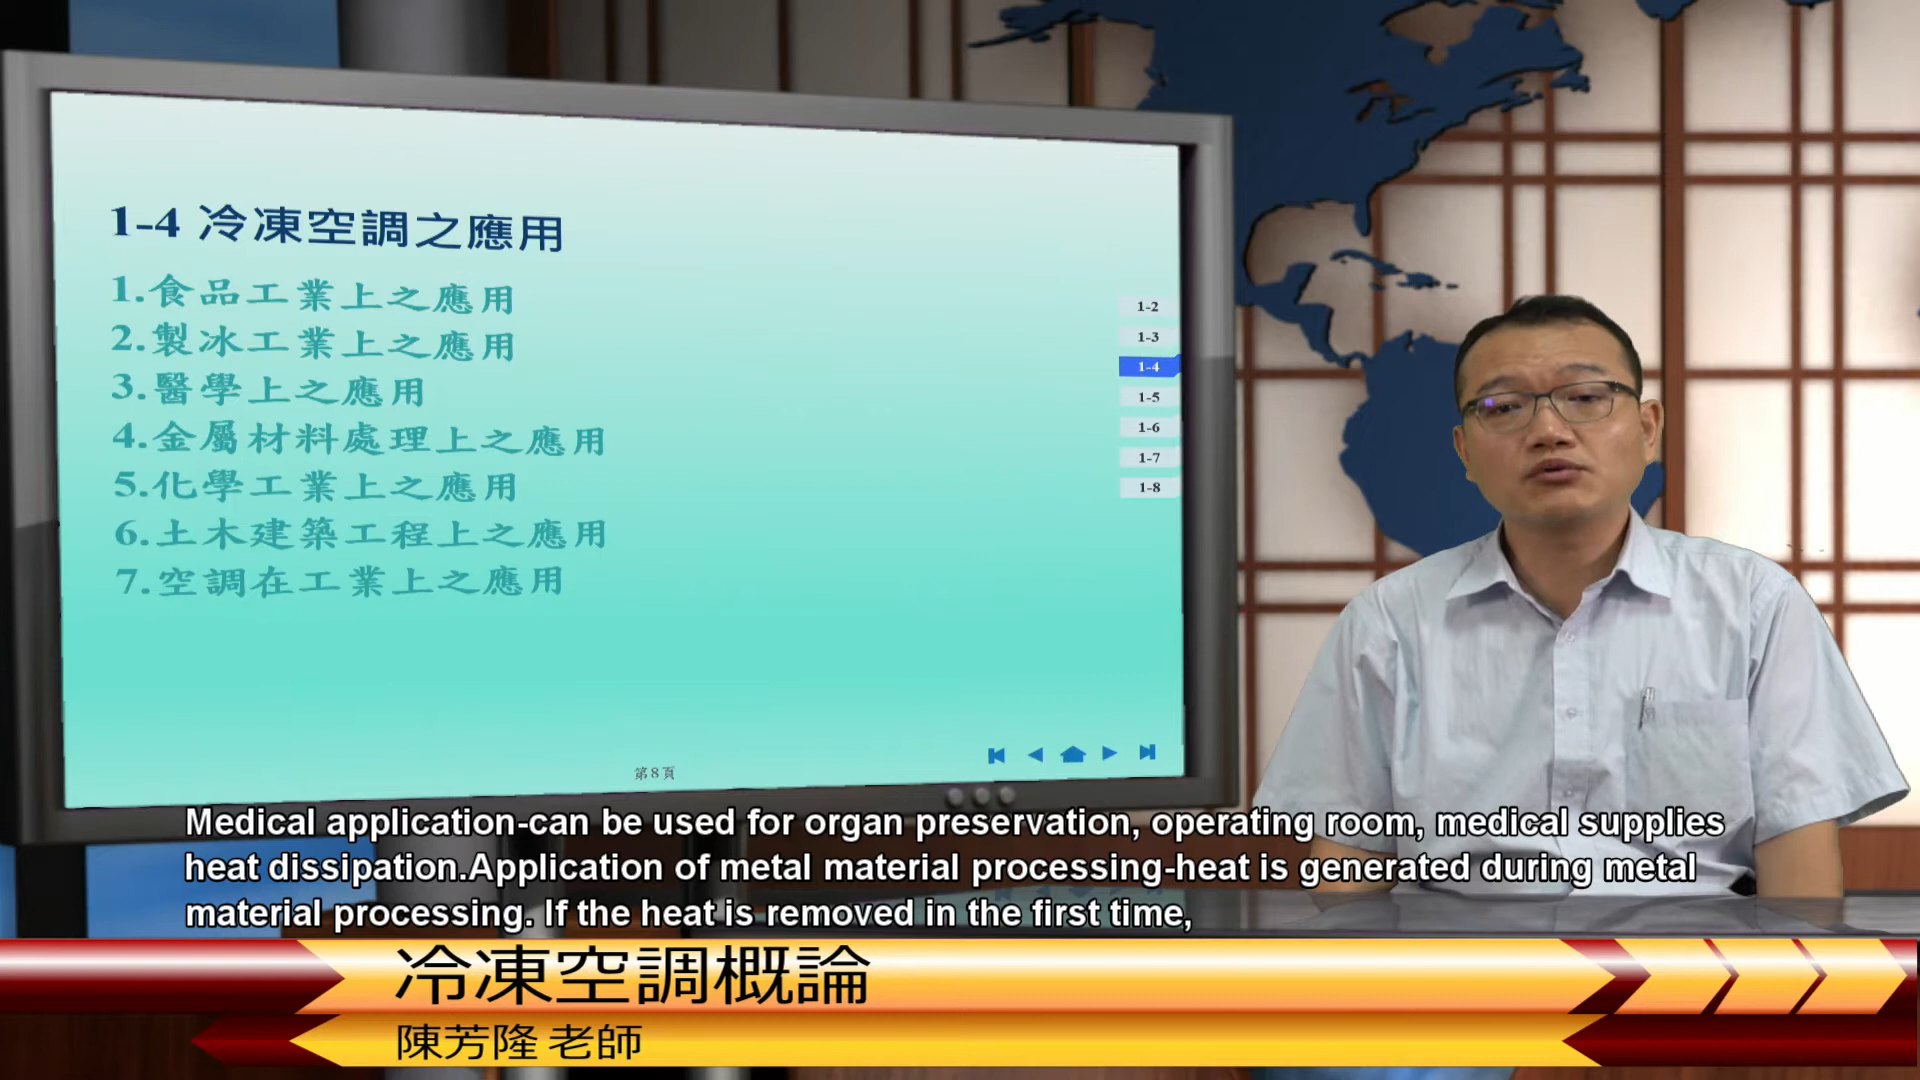 1-4 冷凍空調之應用
1.食品工業上之應用
2.製冰工業上之應用
3.醫學上之應用
4.金屬材料處理上之應用
5.化學工業上之應用
6.土木建築工程上之應用
7.空調在工業上之應用
1-2
1-3
1-4
1-5
1-6
1-7
1-8
第8頁
Medical application-can be used for organ preservation, operating room, medical supplies
heat dissipation.Application of metal material processing-heat is generated during metal
material processing. If the heat is removed in the first time,
冷凍空調概論
陳芳隆 老師